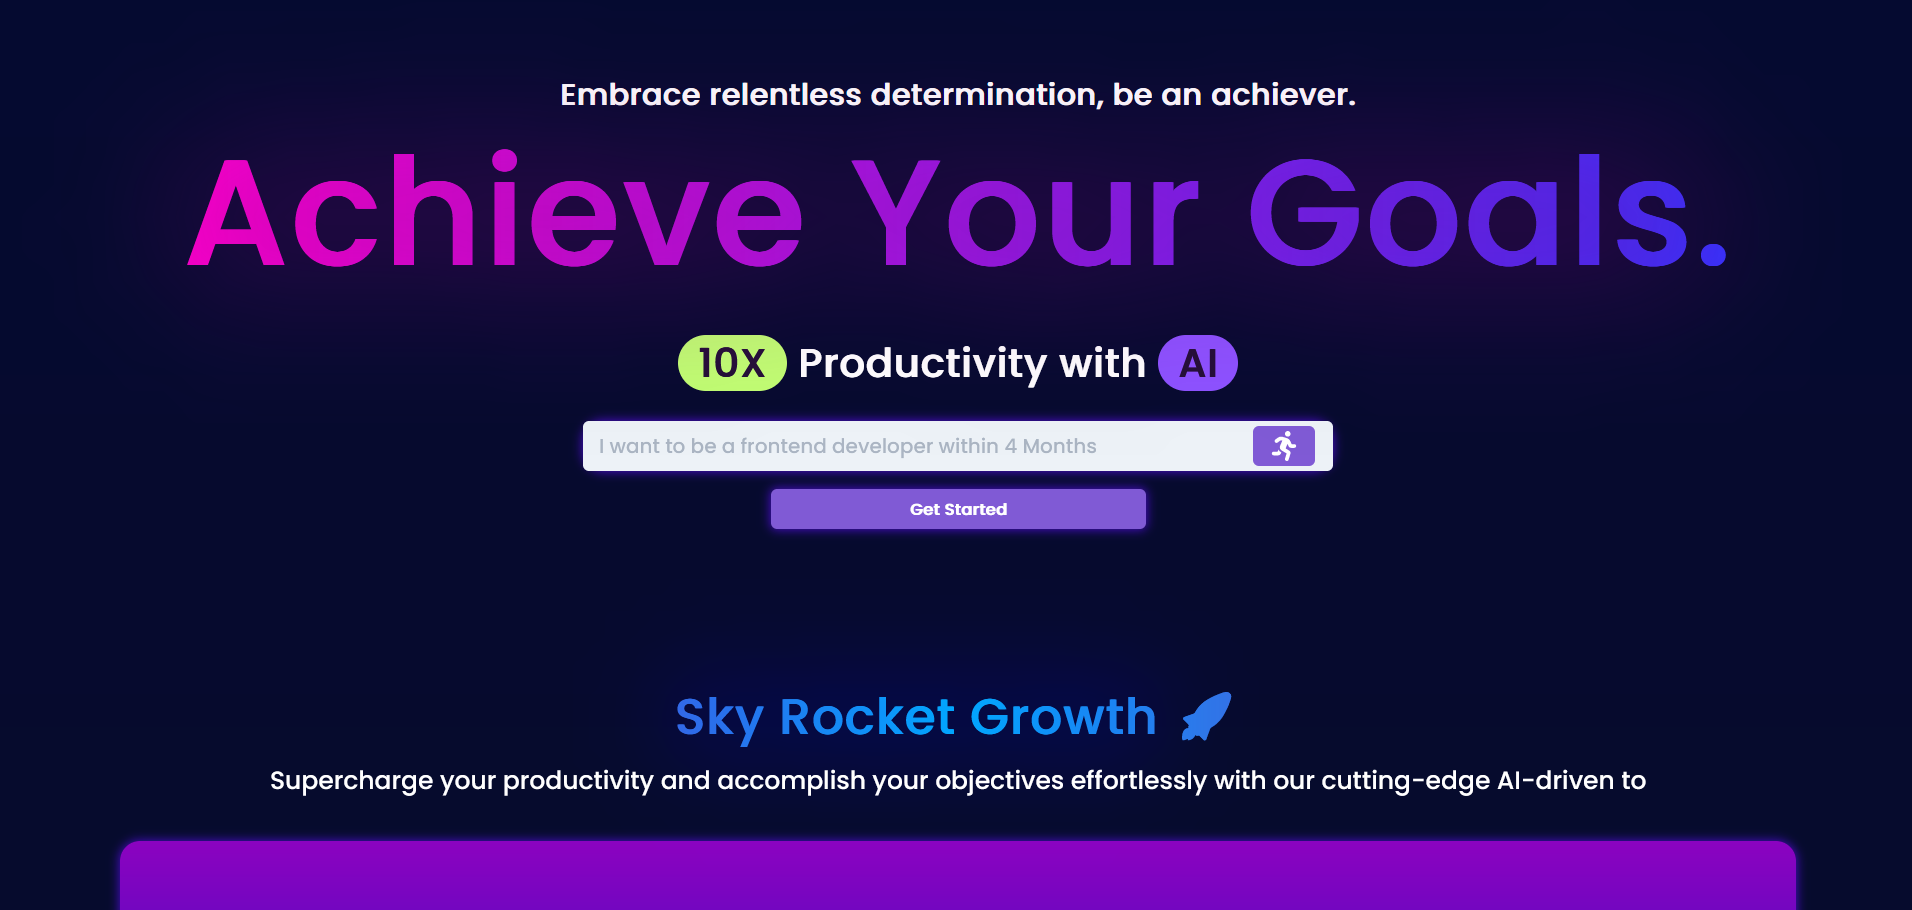 Embrace relentless determination, be an achiever.
Achieve Your Goals.
10X Productivity with AI
I want to be a frontend developer within 4 Months
Get Started
Sky Rocket Growth
Supercharge your productivity and accomplish your objectives effortlessly with our cutting-edge AI-driven to